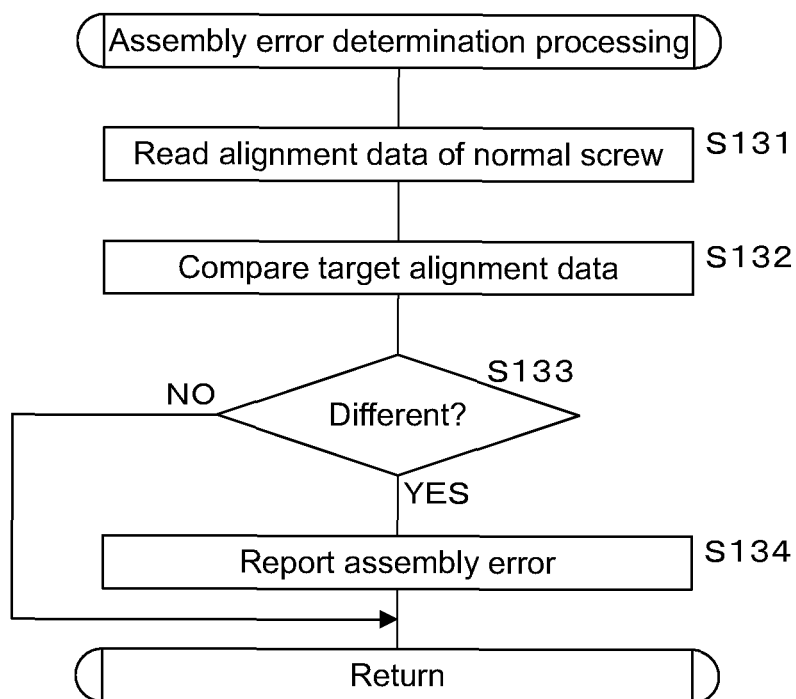 Assembly error determination processing
Read alignment data of normal screw
S131
Compare target alignment data
S132
S133
NO
Different?
YES
Report assembly error
S134
Return